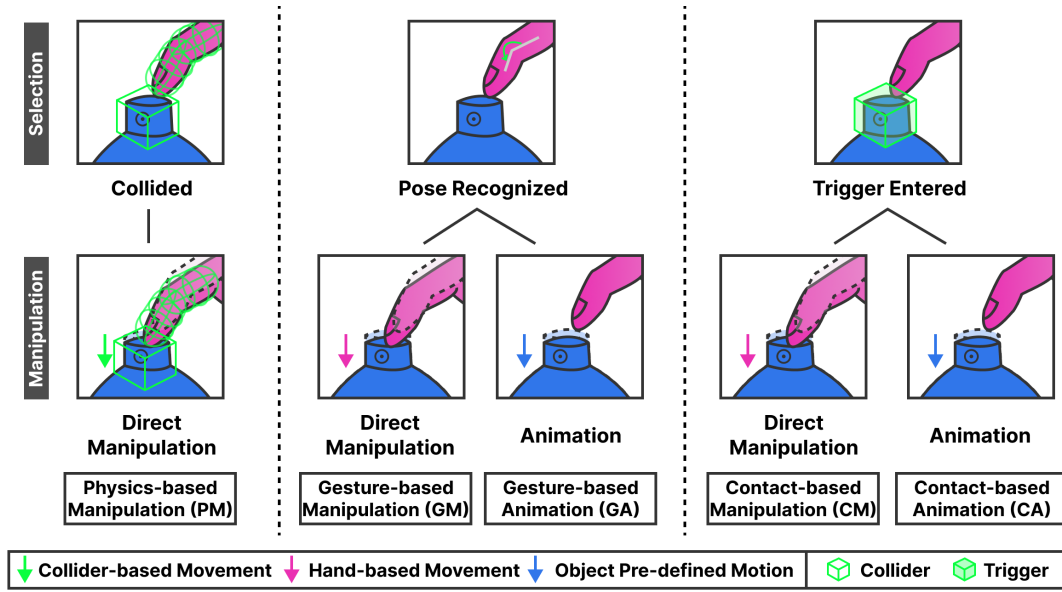 Selection
Collided
Pose Recognized
Trigger Entered
Manipulation
Direct
Manipulation
Direct
Manipulation
Animation
Direct
Manipulation
Animation
Physics-based
Manipulation (PM)
Gesture-based
Manipulation (GM)
Gesture-based
Animation (GA)
Contact-based
Manipulation (CM)
Contact-based
Animation (CA)
Collider-based Movement
Hand-based Movement
Object Pre-defined Motion
Collider
Trigger